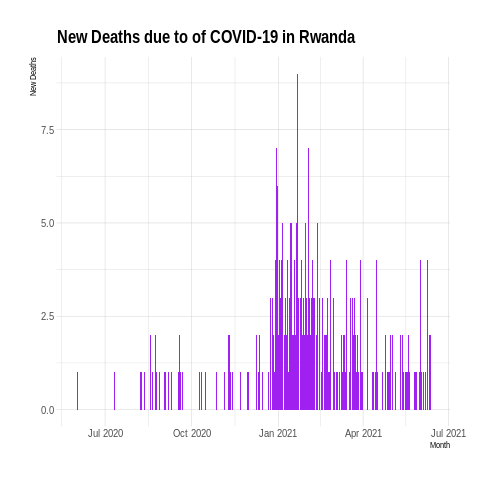 New Deaths due to of COVID-19 in Rwanda
New Deaths
7.5
5.0
2.5
0.0
Jul 2020 Oct 2020 Jan 2021 Apr 2021 Jul 2021
Month